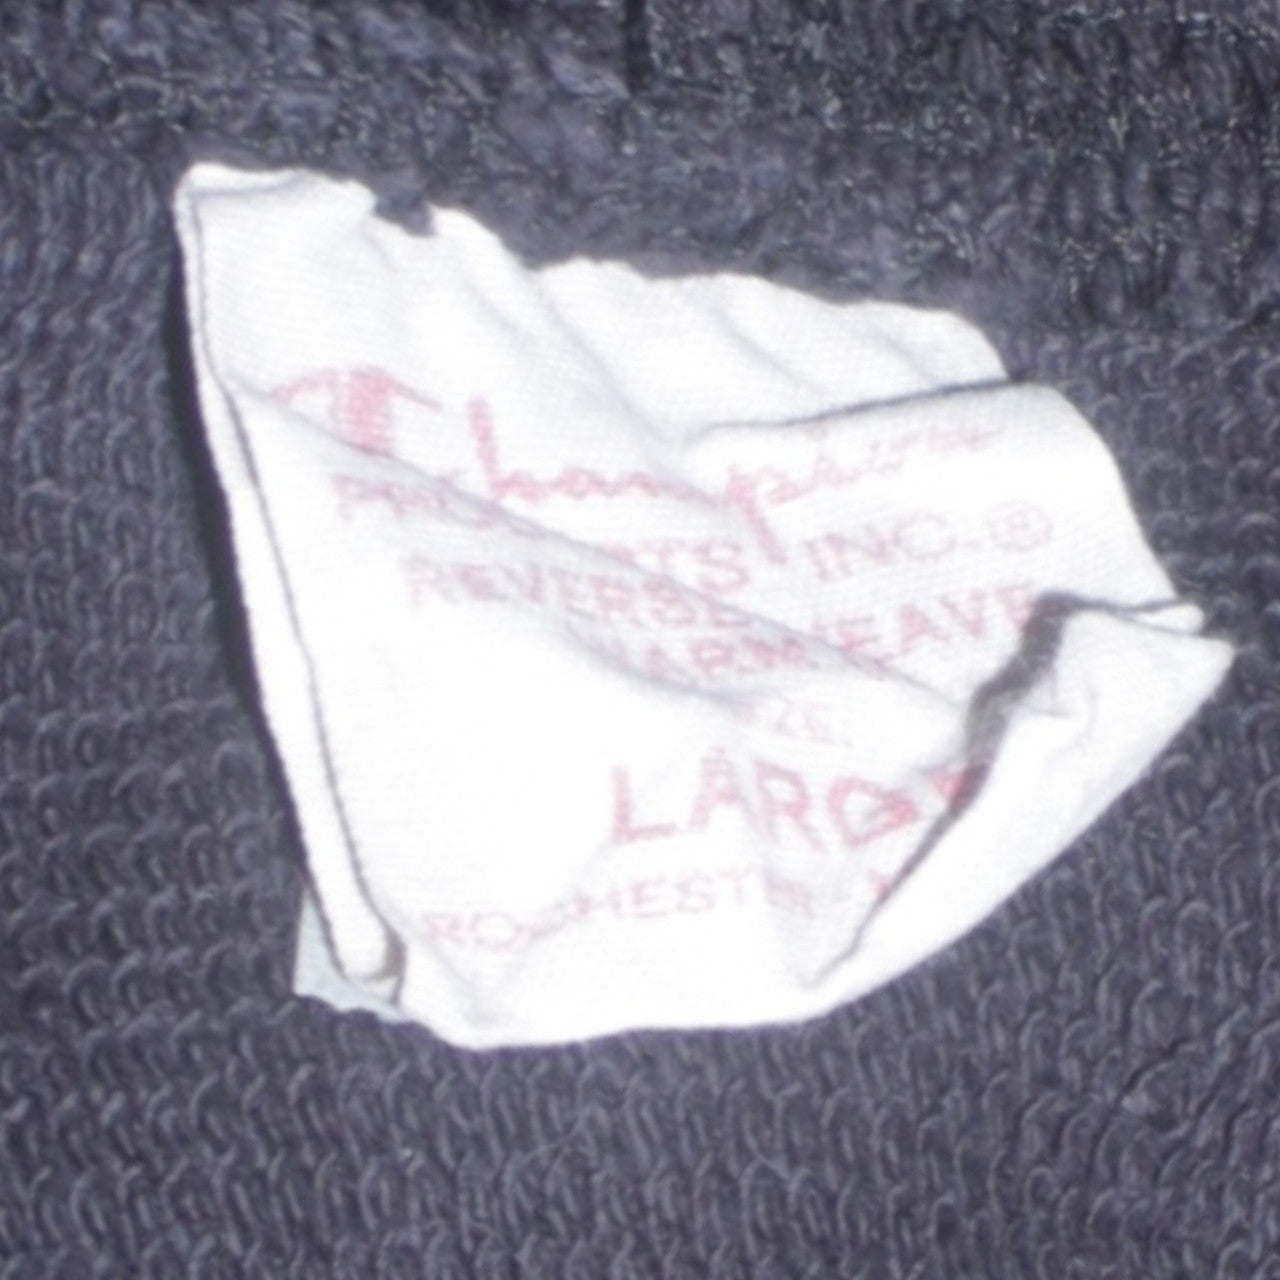 Champion
PRODUCTS INC.®
REVERSE WEAVE
LARGE
ROCHESTER